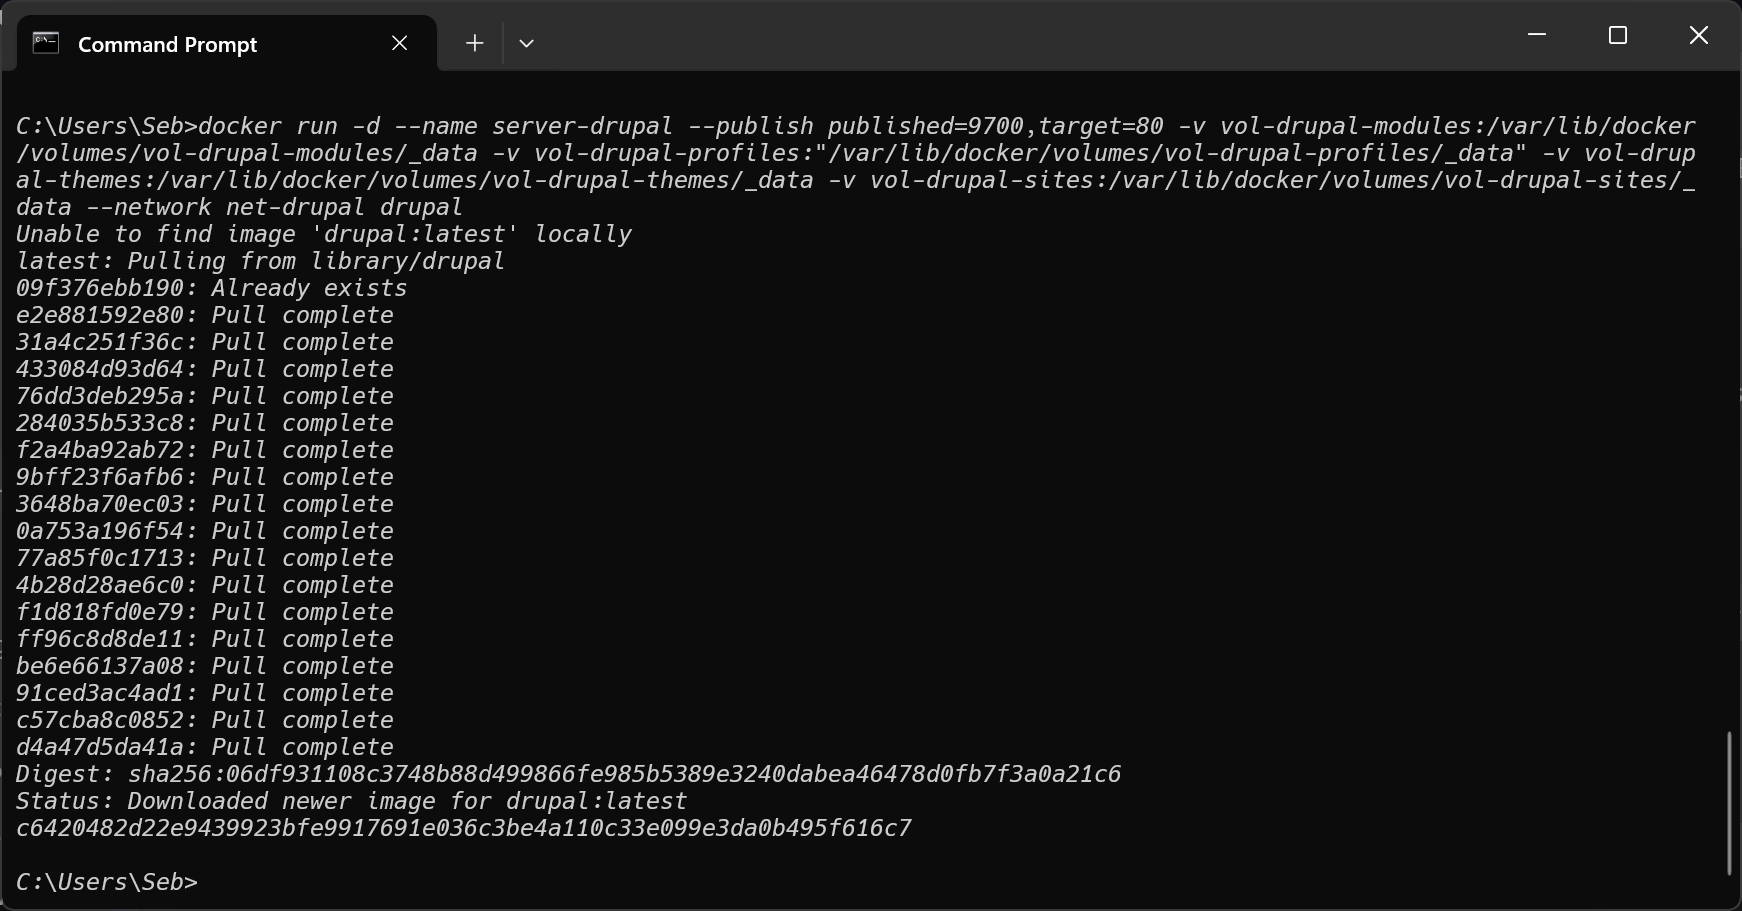 Command Prompt
C:\Users\Seb>docker run -d --name server-drupal --publish published=9700,target=80 -v vol-drupal-modules:/var/lib/docker
/volumes/vol-drupal-modules/_data -v vol-drupal-profiles:"/var/lib/docker/volumes/vol-drupal-profiles/_data" -v vol-drup
al-themes:/var/lib/docker/volumes/vol-drupal-themes/_data -v vol-drupal-sites:/var/lib/docker/volumes/vol-drupal-sites/_
data --network net-drupal drupal
Unable to find image 'drupal:latest' locally
latest: Pulling from library/drupal
09f376ebb190: Already exists
e2e881592e80: Pull complete
31a4c251f36c: Pull complete
433084d93d64: Pull complete
76dd3deb295a: Pull complete
284035b533c8: Pull complete
f2a4ba92ab72: Pull complete
9bff23f6afb6: Pull complete
3648ba70ec03: Pull complete
0a753a196f54: Pull complete
77a85f0c1713: Pull complete
4b28d28ae6c0: Pull complete
f1d818fd0e79: Pull complete
ff96c8d8de11: Pull complete
be6e66137a08: Pull complete
91ced3ac4ad1: Pull complete
c57cba8c0852: Pull complete
d4a47d5da41a: Pull complete
Digest: sha256:06df931108c3748b88d499866fe985b5389e3240dabea46478d0fb7f3a0a21c6
Status: Downloaded newer image for drupal:latest
c6420482d22e9439923bfe9917691e036c3be4a110c33e099e3da0b495f616c7
C:\Users\Seb>